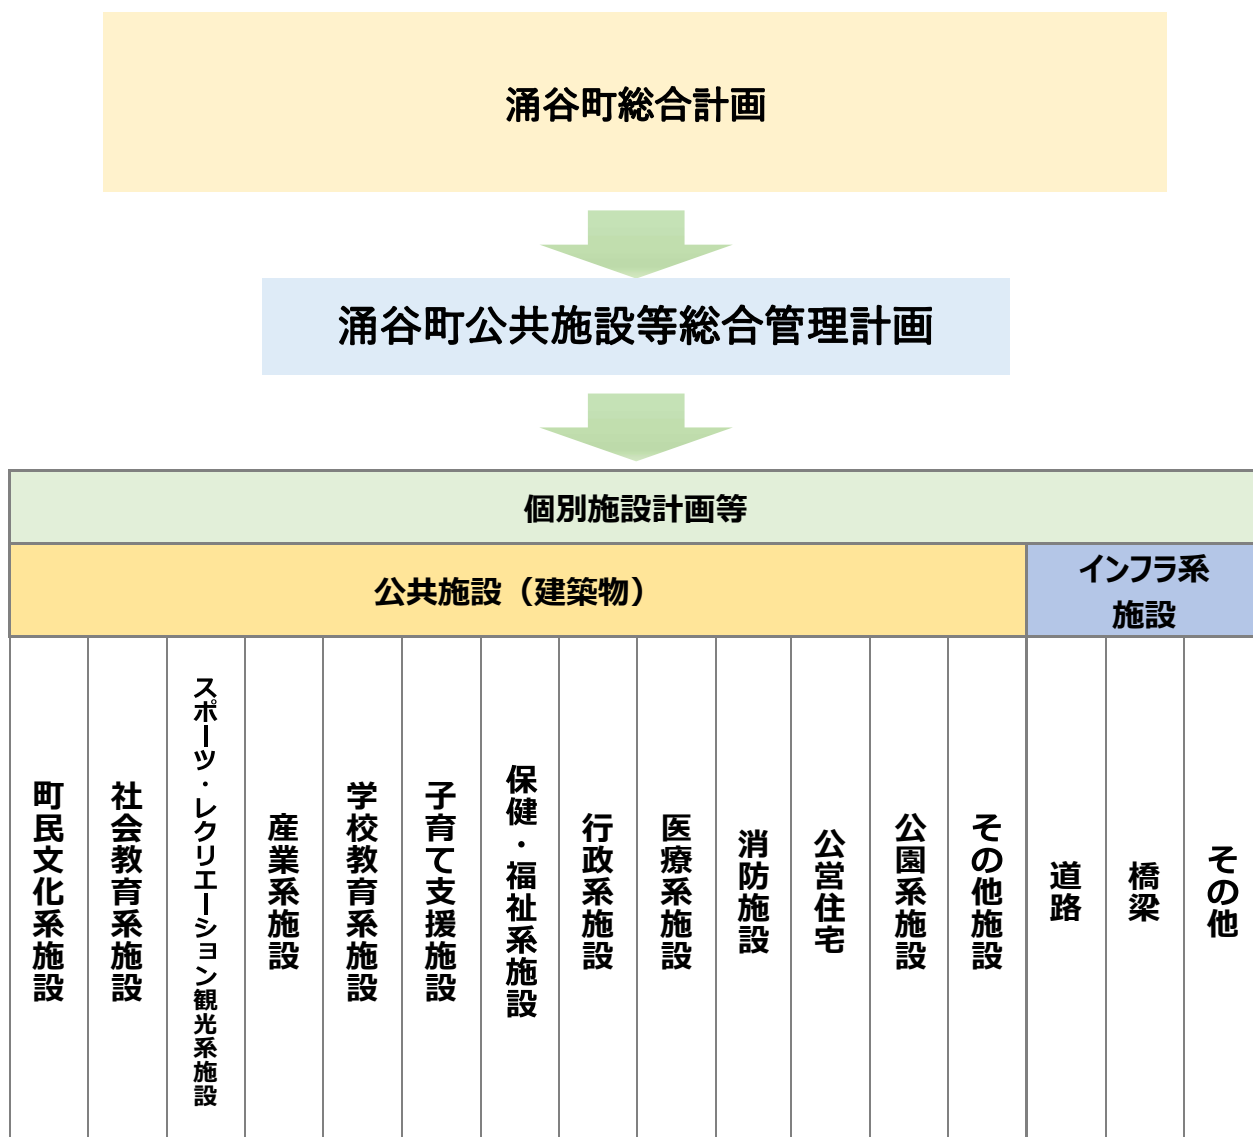 涌谷町総合計画
涌谷町公共施設等総合管理計画
個別施設計画等
公共施設（建築物）
インフラ系
施設
町民文化系施設
社会教育系施設
スポーツ・レクリエーション観光系施設
産業系施設
学校教育系施設
子育て支援施設
保健・福祉系施設
行政系施設
医療系施設
消防施設
公営住宅
公園系施設
その他施設
道路
橋梁
その他